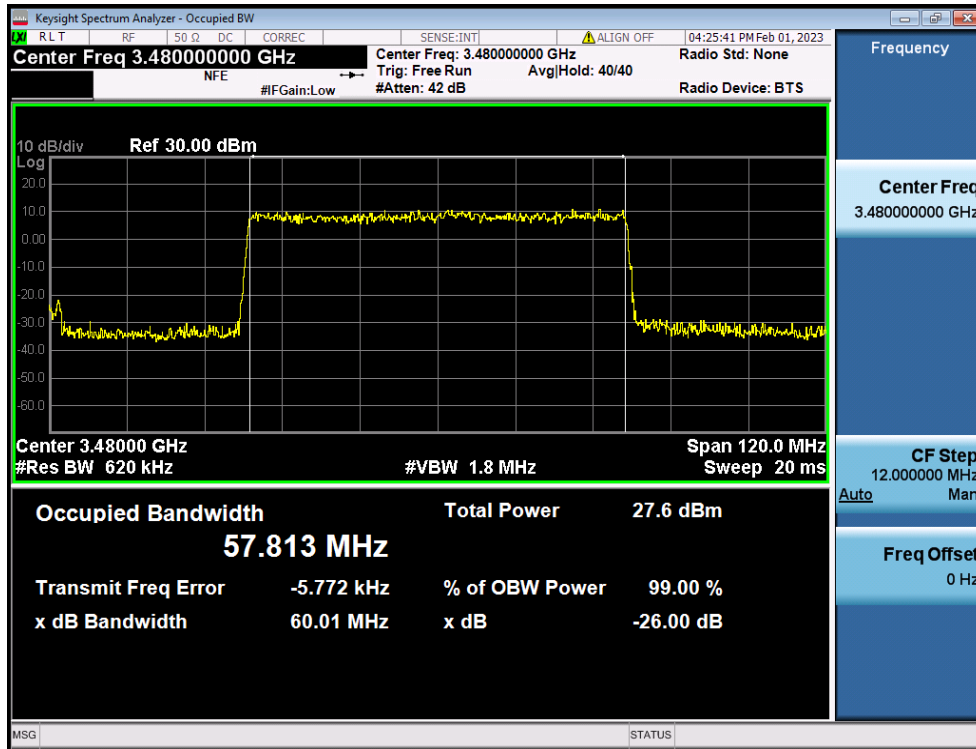 Keysight Spectrum Analyzer - Occupied BW
LXI RLT RF 50 Ω DC CORREC SENSE:INT ALIGN OFF 04:25:41 PM Feb 01, 2023
Center Freq 3.480000000 GHz
NFE
#IFGain:Low
Center Freq: 3.480000000 GHz
Trig: Free Run Avg|Hold: 40/40
#Atten: 42 dB
Radio Std: None
Radio Device: BTS
10 dB/div Ref 30.00 dBm
Log
20.0
10.0
0.00
-10.0
-20.0
-30.0
-40.0
-50.0
-60.0
Center 3.48000 GHz Span 120.0 MHz
#Res BW 620 kHz #VBW 1.8 MHz Sweep 20 ms
Occupied Bandwidth Total Power 27.6 dBm
57.813 MHz
Transmit Freq Error -5.772 kHz % of OBW Power 99.00 %
x dB Bandwidth 60.01 MHz x dB -26.00 dB
Frequency
Center Freq
3.480000000 GHz
CF Step
12.000000 MHz
Auto Man
Freq Offset
0 Hz
MSG STATUS